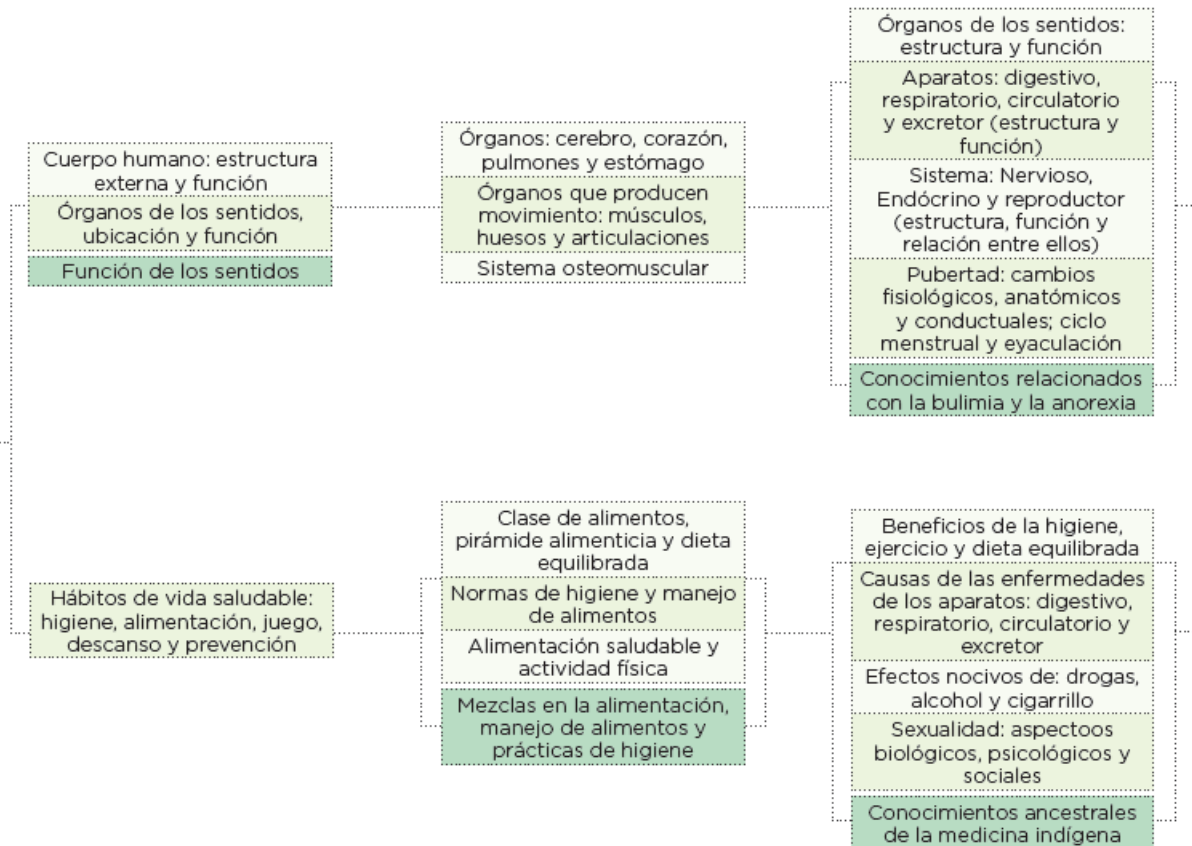 Cuerpo humano: estructura
externa y función
Órganos de los sentidos,
ubicación y función
Función de los sentidos
Órganos: cerebro, corazón,
pulmones y estómago
Órganos que producen
movimiento: músculos,
huesos y articulaciones
Sistema osteomuscular
Órganos de los sentidos:
estructura y función
Aparatos: digestivo,
respiratorio, circulatorio
y excretor (estructura y
función)
Sistema: Nervioso,
Endócrino y reproductor
(estructura, función y
relación entre ellos)
Pubertad: cambios
fisiológicos, anatómicos
y conductuales; ciclo
menstrual y eyaculación
Conocimientos relacionados
con la bulimia y la anorexia
Hábitos de vida saludable:
higiene, alimentación, juego,
descanso y prevención
Clase de alimentos,
pirámide alimenticia y dieta
equilibrada
Normas de higiene y manejo
de alimentos
Alimentación saludable y
actividad física
Mezclas en la alimentación,
manejo de alimentos y
prácticas de higiene
Beneficios de la higiene,
ejercicio y dieta equilibrada
Causas de las enfermedades
de los aparatos: digestivo,
respiratorio, circulatorio y
excretor
Efectos nocivos de: drogas,
alcohol y cigarrillo
Sexualidad: aspectoos
biológicos, psicológicos y
sociales
Conocimientos ancestrales
de la medicina indígena